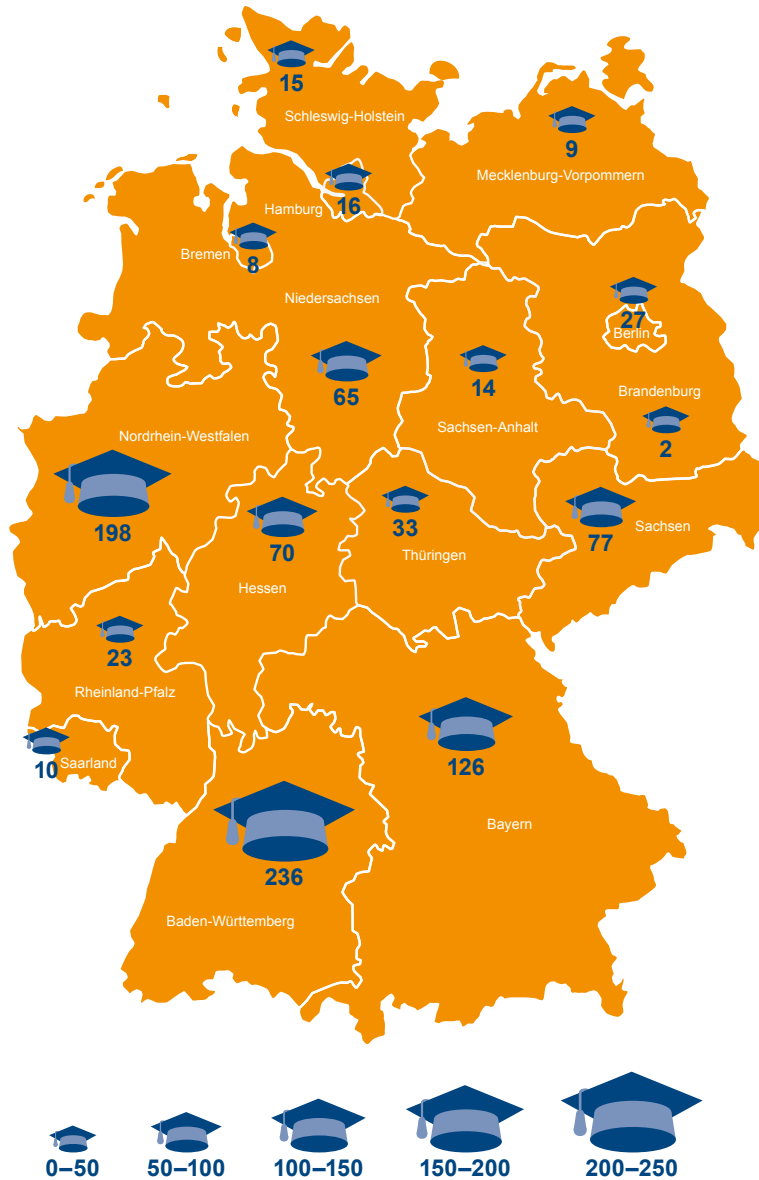 15
Schleswig-Holstein
9
Mecklenburg-Vorpommern
16
Hamburg
Bremen
8
Niedersachsen
27
Berlin
65
14
Brandenburg
2
Sachsen-Anhalt
Nordrhein-Westfalen
198
70
Hessen
33
Thüringen
77
Sachsen
23
Rheinland-Pfalz
10
Saarland
126
Bayern
236
Baden-Württemberg
0–50
50–100
100–150
150–200
200–250